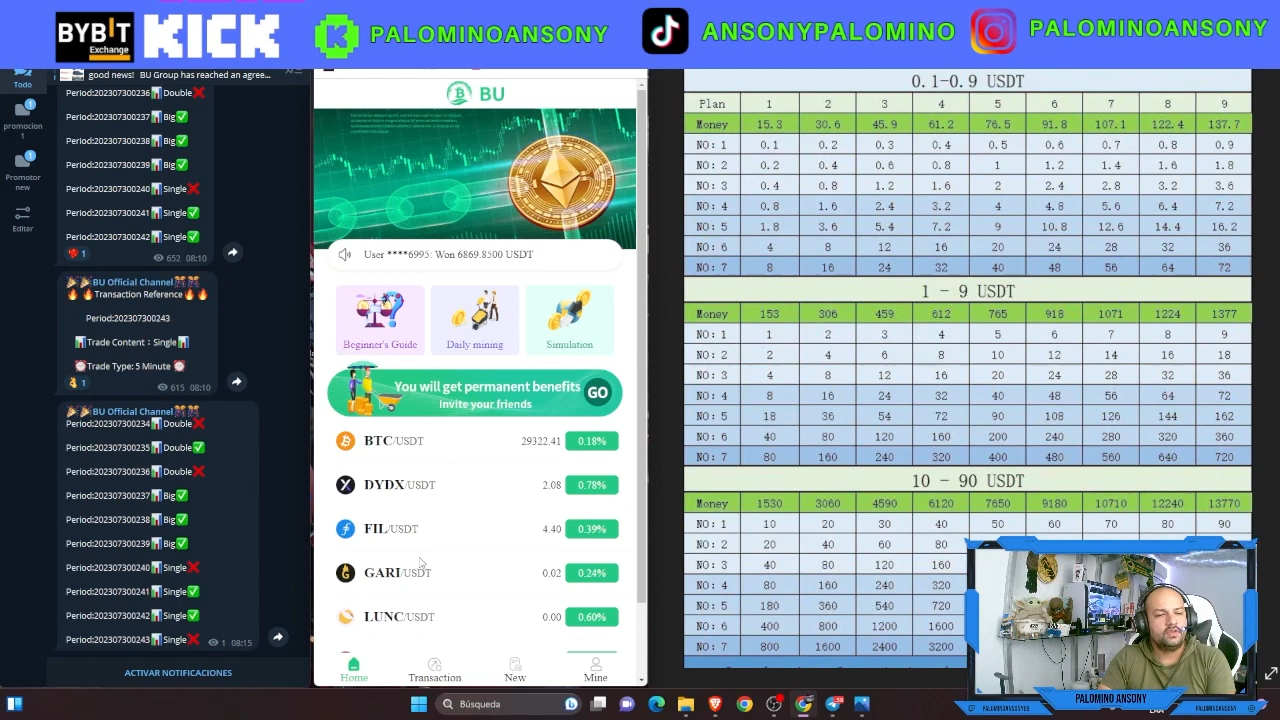 BYBIT
Exchange
KICK
PALOMINOANSONY
ANSONYPALOMINO
PALOMINOANSONY
Todo
promocion
1
Promotor
new
Editar
good news! BU Group has reached an agree...
Period:202307300236 Double
Period:202307300237 Big
Period:202307300238 Big
Period:202307300239 Big
Period:202307300240 Single
Period:202307300241 Single
Period:202307300242 Single
1
652 08:10
BU Official Channel
Transaction Reference
Period:202307300243
Trade Content : Single
Trade Type: 5 Minute
1
615 08:10
BU Official Channel
Period:202307300234 Double
Period:202307300235 Double
Period:202307300236 Double
Period:202307300237 Big
Period:202307300238 Big
Period:202307300239 Big
Period:202307300240 Single
Period:202307300241 Single
Period:202307300242 Single
Period:202307300243 Single
1 08:15
ACTIVAR NOTIFICACIONES
BU
User ****6995: Won 6869.8500 USDT
Beginner's Guide
Daily mining
Simulation
You will get permanent benefits
Invite your friends
GO
BTC/USDT 29322.41 0.18%
DYDX/USDT 2.08 0.78%
FIL/USDT 4.40 0.39%
GARI/USDT 0.02 0.24%
LUNC/USDT 0.00 0.60%
Home
Transaction
New
Mine
0.1-0.9 USDT
Plan 1 2 3 4 5 6 7 8 9
Money 15.3 30.6 45.9 61.2 76.5 91.8 107.1 122.4 137.7
NO: 1 0.1 0.2 0.3 0.4 0.5 0.6 0.7 0.8 0.9
NO: 2 0.2 0.4 0.6 0.8 1 1.2 1.4 1.6 1.8
NO: 3 0.4 0.8 1.2 1.6 2 2.4 2.8 3.2 3.6
NO: 4 0.8 1.6 2.4 3.2 4 4.8 5.6 6.4 7.2
NO: 5 1.8 3.6 5.4 7.2 9 10.8 12.6 14.4 16.2
NO: 6 4 8 12 16 20 24 28 32 36
NO: 7 8 16 24 32 40 48 56 64 72
1 - 9 USDT
Money 153 306 459 612 765 918 1071 1224 1377
NO: 1 1 2 3 4 5 6 7 8 9
NO: 2 2 4 6 8 10 12 14 16 18
NO: 3 4 8 12 16 20 24 28 32 36
NO: 4 8 16 24 32 40 48 56 64 72
NO: 5 18 36 54 72 90 108 126 144 162
NO: 6 40 80 120 160 200 240 280 320 360
NO: 7 80 160 240 320 400 480 560 640 720
10 - 90 USDT
Money 1530 3060 4590 6120 7650 9180 10710 12240 13770
NO: 1 10 20 30 40 50 60 70 80 90
NO: 2 20 40 60 80
NO: 3 40 80 120 160
NO: 4 80 160 240 320
NO: 5 180 360 540 720
NO: 6 400 800 1200 1600
NO: 7 800 1600 2400 3200
PALOMINO ANSONY
Búsqueda